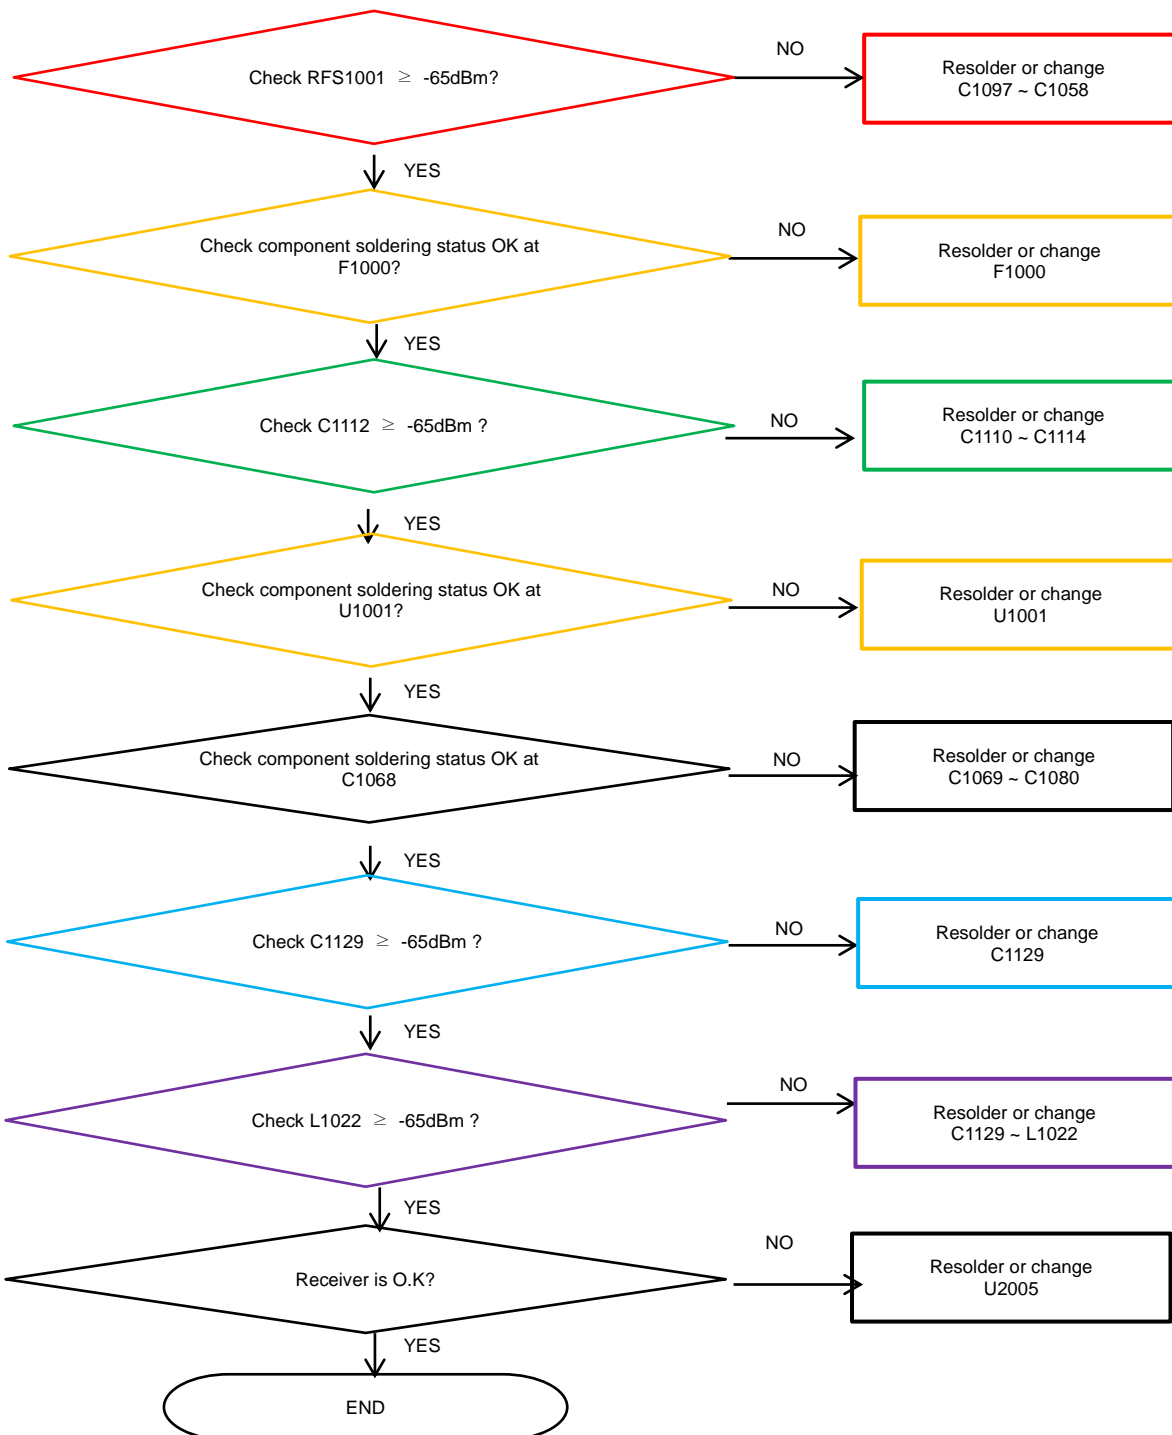 Check RFS1001 ≥ -65dBm?
NO
Resolder or change
C1097 ~ C1058
YES
Check component soldering status OK at
F1000?
NO
Resolder or change
F1000
YES
Check C1112 ≥ -65dBm ?
NO
Resolder or change
C1110 ~ C1114
YES
Check component soldering status OK at
U1001?
NO
Resolder or change
U1001
YES
Check component soldering status OK at
C1068
NO
Resolder or change
C1069 ~ C1080
YES
Check C1129 ≥ -65dBm ?
NO
Resolder or change
C1129
YES
Check L1022 ≥ -65dBm ?
NO
Resolder or change
C1129 ~ L1022
YES
Receiver is O.K?
NO
Resolder or change
U2005
YES
END